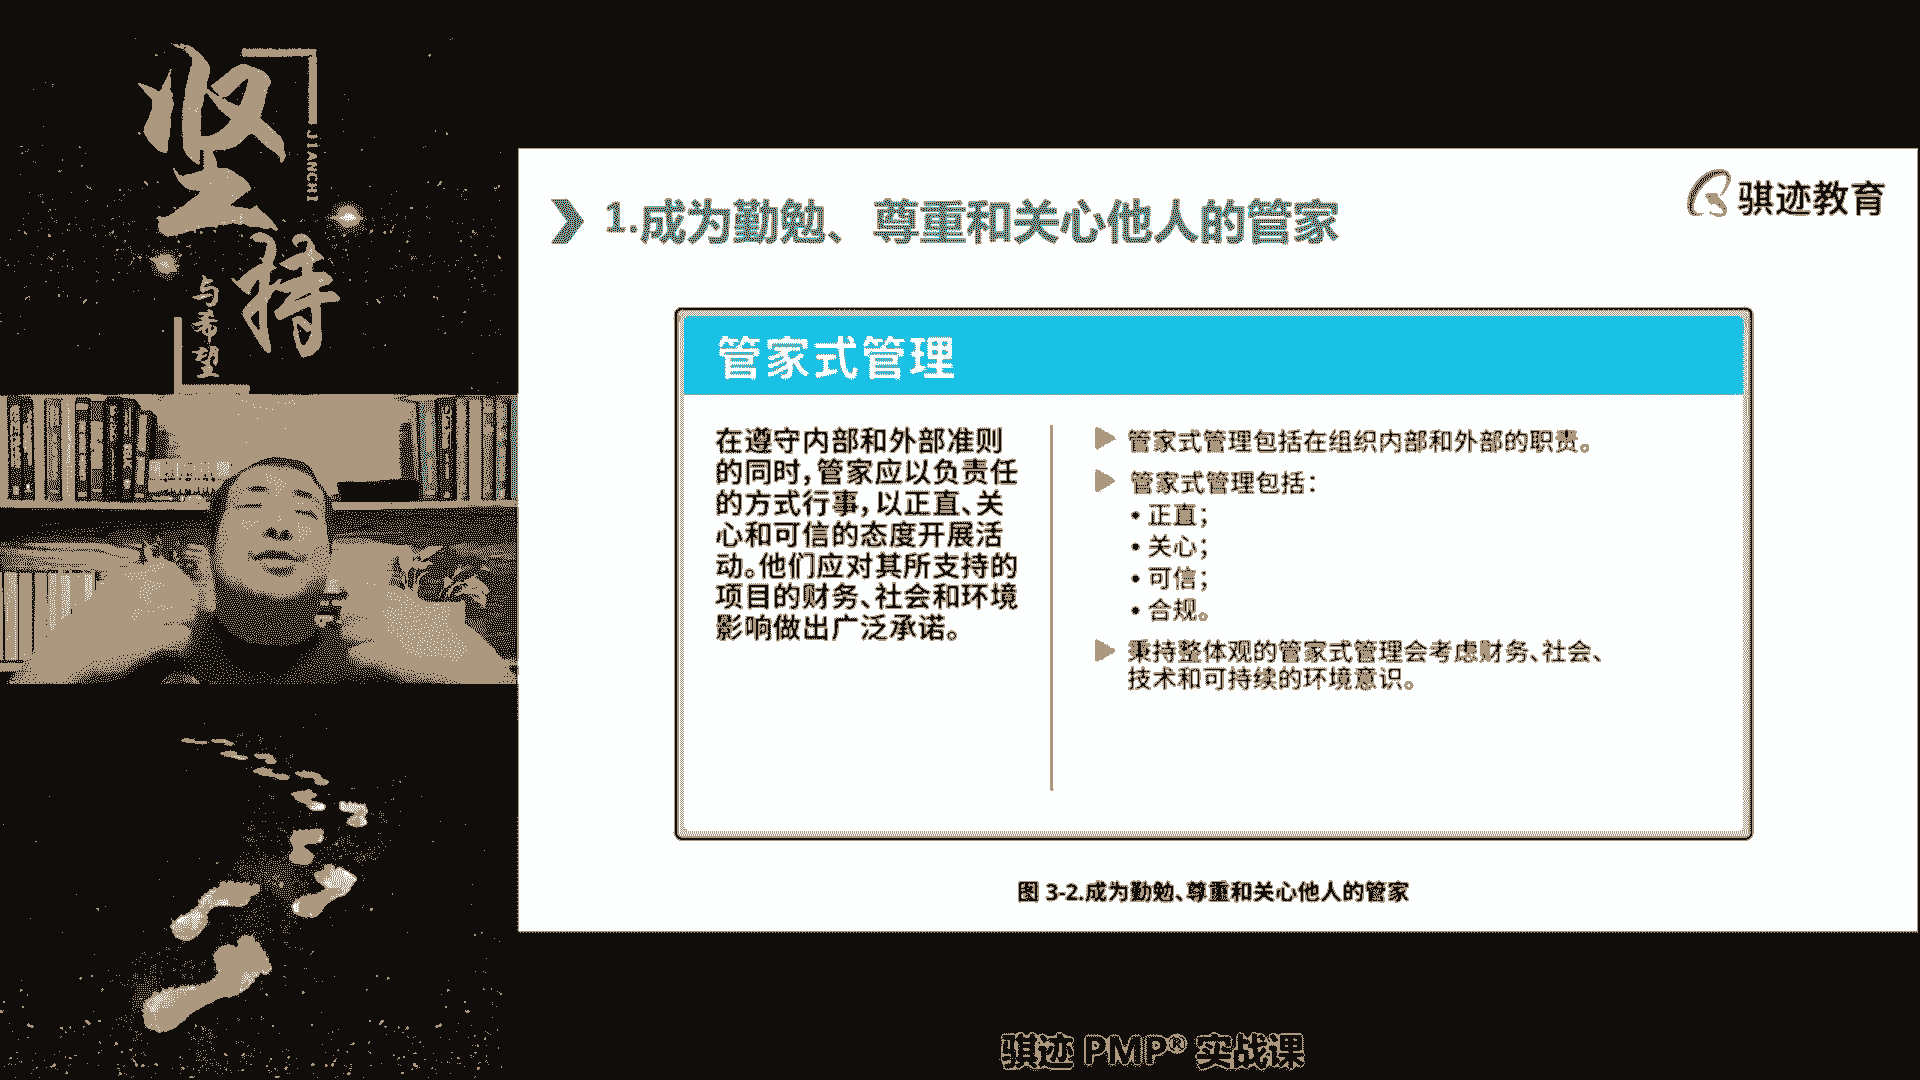 坚持
JIANCHI
与希望
骐迹教育
1.成为勤勉、尊重和关心他人的管家
管家式管理
在遵守内部和外部准则
的同时，管家应以负责任
的方式行事，以正直、关
心和可信的态度开展活
动。他们应对其所支持的
项目的财务、社会和环境
影响做出广泛承诺。
管家式管理包括在组织内部和外部的职责。
管家式管理包括：
• 正直；
• 关心；
• 可信；
• 合规。
秉持整体观的管家式管理会考虑财务、社会、
技术和可持续的环境意识。
图 3-2.成为勤勉、尊重和关心他人的管家
骐迹 PMP® 实战课